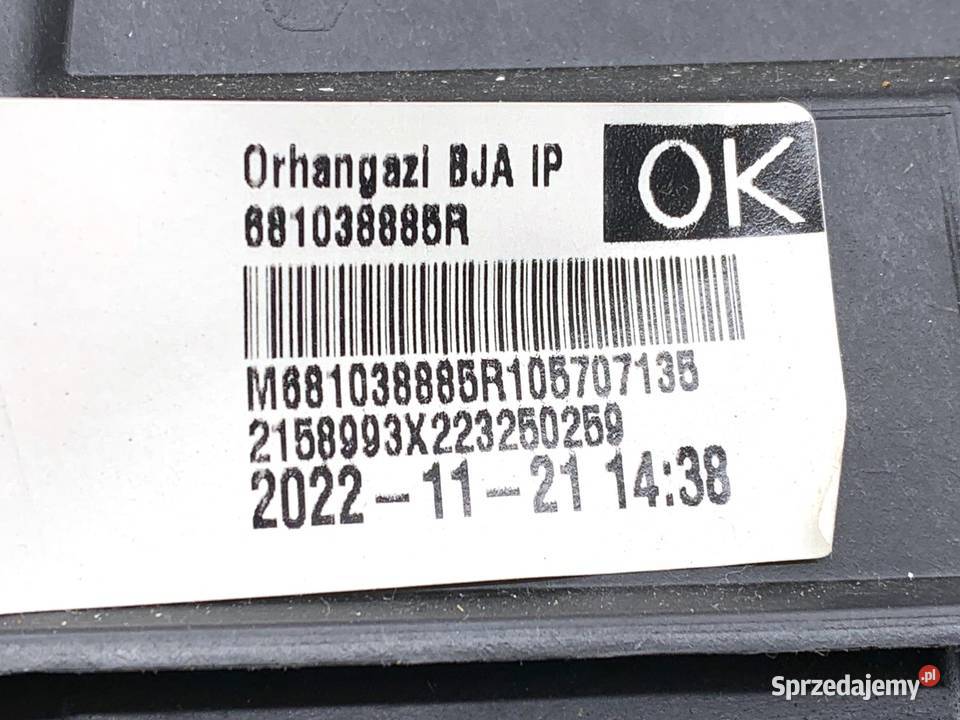 Orhangazi BJA IP
OK
681038885R
M681038885R105707135
2158993X223250259
2022-11-21 14:38
Sprzedajemy.pl